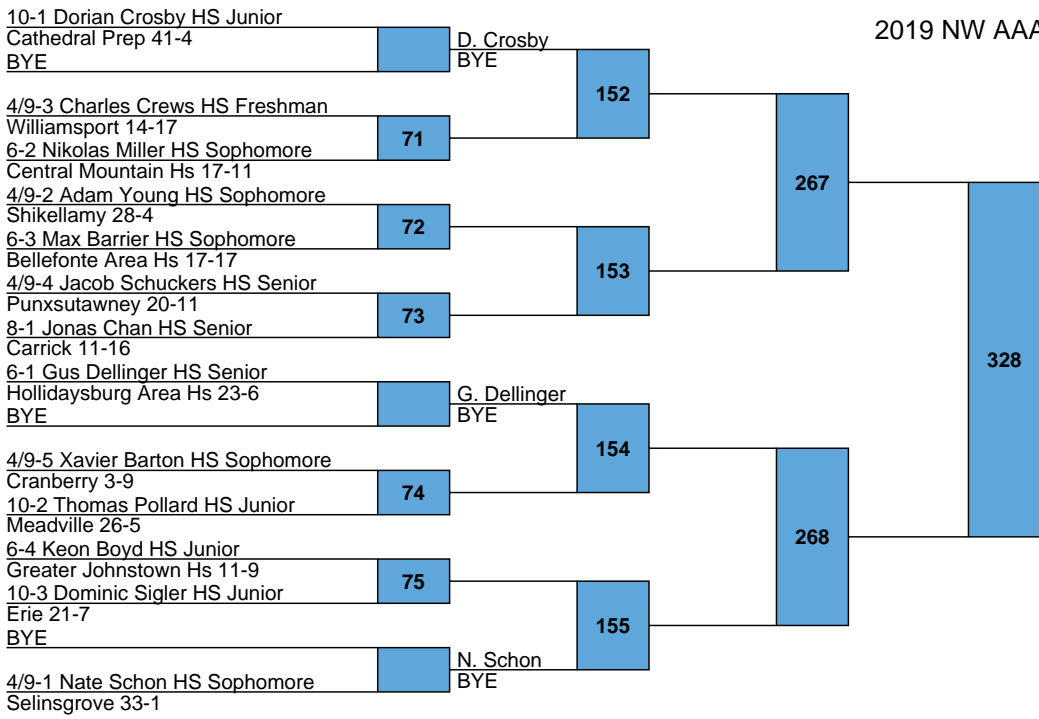 2019 NW AAA
10-1 Dorian Crosby HS Junior
Cathedral Prep 41-4
BYE
D. Crosby
BYE
152
4/9-3 Charles Crews HS Freshman
Williamsport 14-17
71
6-2 Nikolas Miller HS Sophomore
Central Mountain Hs 17-11
267
4/9-2 Adam Young HS Sophomore
Shikellamy 28-4
72
6-3 Max Barrier HS Sophomore
Bellefonte Area Hs 17-17
153
4/9-4 Jacob Schuckers HS Senior
Punxsutawney 20-11
73
8-1 Jonas Chan HS Senior
Carrick 11-16
328
6-1 Gus Dellinger HS Senior
Hollidaysburg Area Hs 23-6
BYE
G. Dellinger
BYE
154
4/9-5 Xavier Barton HS Sophomore
Cranberry 3-9
74
10-2 Thomas Pollard HS Junior
Meadville 26-5
268
6-4 Keon Boyd HS Junior
Greater Johnstown Hs 11-9
75
10-3 Dominic Sigler HS Junior
Erie 21-7
155
BYE
N. Schon
BYE
4/9-1 Nate Schon HS Sophomore
Selinsgrove 33-1